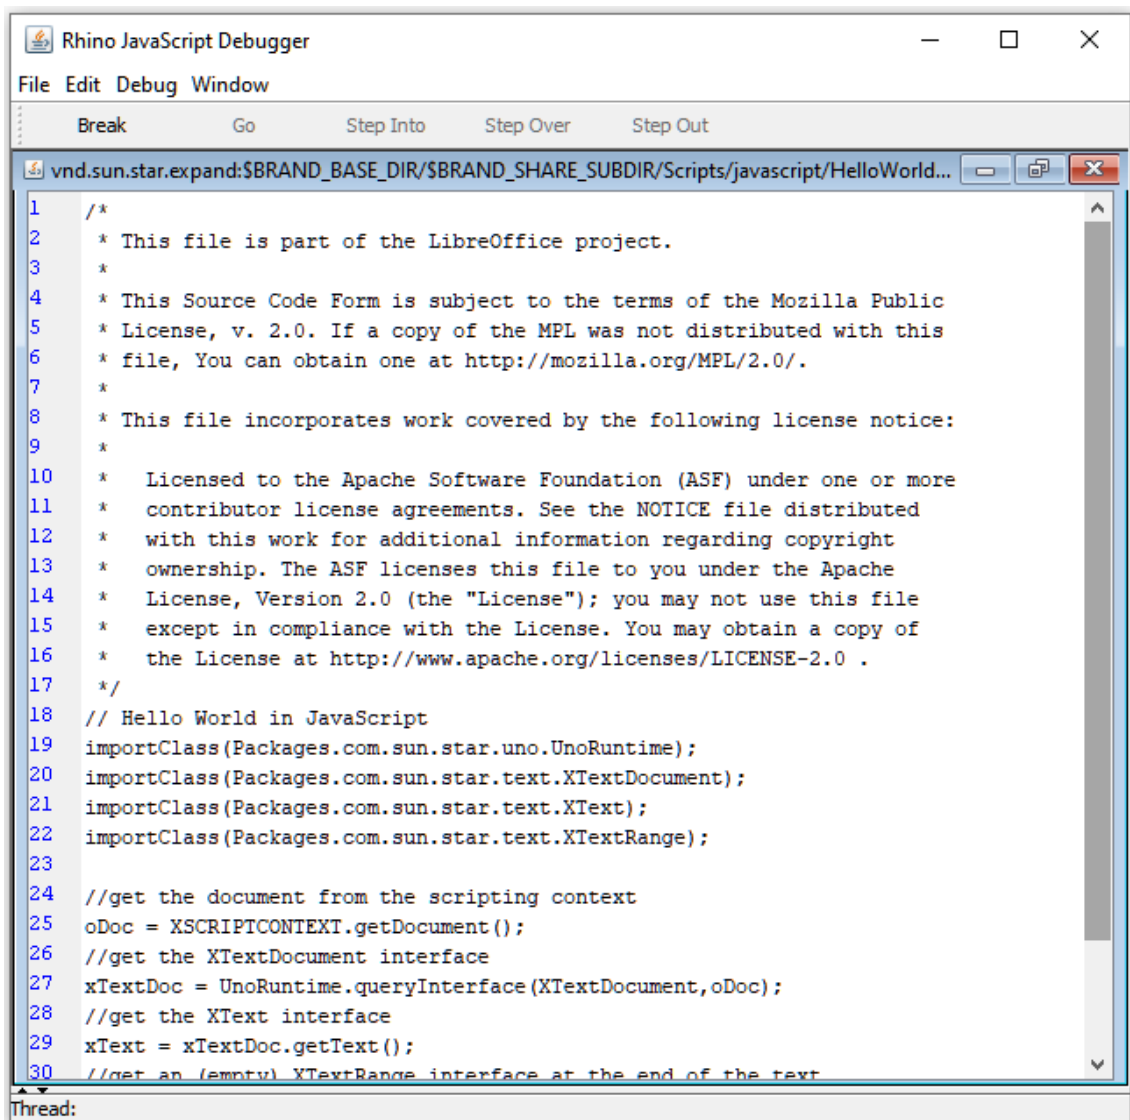 Rhino JavaScript Debugger
File Edit Debug Window
Break Go Step Into Step Over Step Out
vnd.sun.star.expand:$BRAND_BASE_DIR/$BRAND_SHARE_SUBDIR/Scripts/javascript/HelloWorld...
1 /*
2  * This file is part of the LibreOffice project.
3  *
4  * This Source Code Form is subject to the terms of the Mozilla Public
5  * License, v. 2.0. If a copy of the MPL was not distributed with this
6  * file, You can obtain one at http://mozilla.org/MPL/2.0/.
7  *
8  * This file incorporates work covered by the following license notice:
9  *
10  *   Licensed to the Apache Software Foundation (ASF) under one or more
11  *   contributor license agreements. See the NOTICE file distributed
12  *   with this work for additional information regarding copyright
13  *   ownership. The ASF licenses this file to you under the Apache
14  *   License, Version 2.0 (the "License"); you may not use this file
15  *   except in compliance with the License. You may obtain a copy of
16  *   the License at http://www.apache.org/licenses/LICENSE-2.0 .
17  */
18 // Hello World in JavaScript
19 importClass(Packages.com.sun.star.uno.UnoRuntime);
20 importClass(Packages.com.sun.star.text.XTextDocument);
21 importClass(Packages.com.sun.star.text.XText);
22 importClass(Packages.com.sun.star.text.XTextRange);
23
24 //get the document from the scripting context
25 oDoc = XSCRIPTCONTEXT.getDocument();
26 //get the XTextDocument interface
27 xTextDoc = UnoRuntime.queryInterface(XTextDocument,oDoc);
28 //get the XText interface
29 xText = xTextDoc.getText();
30 //get an (empty) XTextRange interface at the end of the text
Thread: